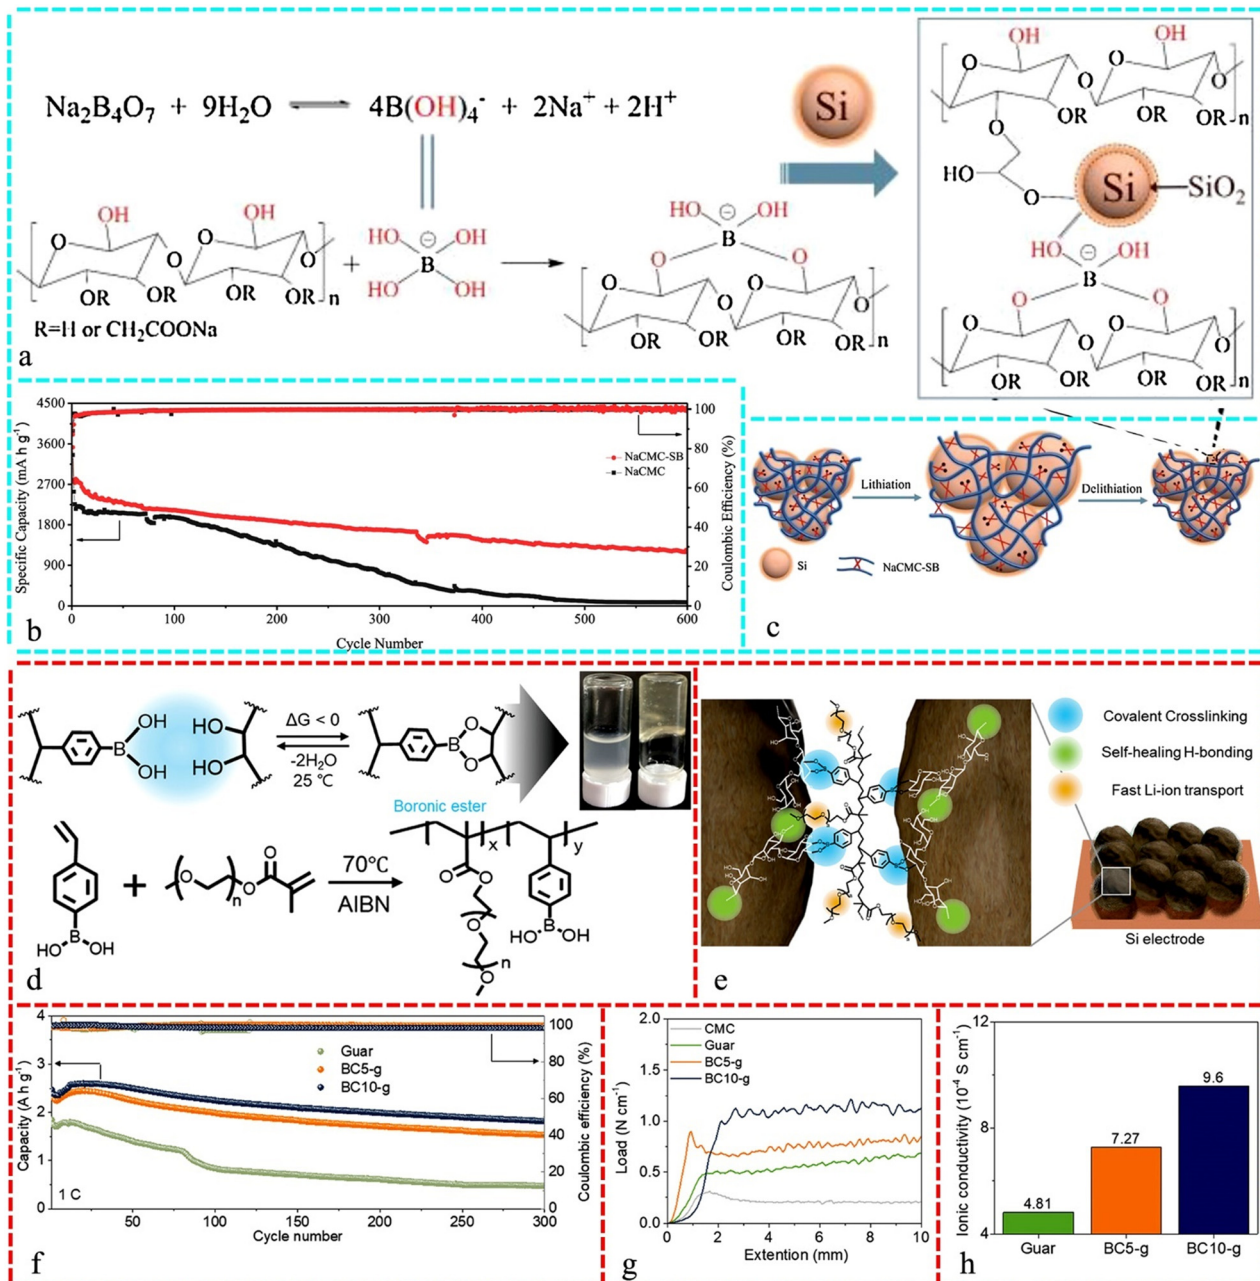 Na2B4O7 + 9H2O ⇌ 4B(OH)4- + 2Na+ + 2H+
Si
OH
OH
O
O
O
O
OR
OR
OR
OR
n
+
HO
OH
⊖
B
HO
OH
HO
OH
⊖
B
O
O
O
O
O
O
OR
OR
OR
OR
n
R=H or CH2COONa
a
OH
OH
O
O
O
O
O
OR
OR
OR
n
HO
O
Si
SiO2
HO
OH
⊖
B
O
O
O
O
O
O
OR
OR
OR
OR
n
4500
3600
2700
1800
900
0
Specific Capacity (mA h g-1)
NaCMC-SB
NaCMC
100
80
60
40
20
0
Coulombic Efficiency (%)
0
100
200
300
400
500
600
Cycle Number
b
Lithiation
Delithiation
Si
NaCMC-SB
c
OH
B
OH
HO
HO
ΔG < 0
-2H2O
25 °C
B
O
O
Boronic ester
B
HO
OH
+
O
n
O
O
70°C
AIBN
x
y
O
O
O
n
O
B
HO
OH
d
Covalent Crosslinking
Self-healing H-bonding
Fast Li-ion transport
Si electrode
e
4
3
2
1
0
Capacity (A h g-1)
Guar
BC5-g
BC10-g
1 C
100
80
60
40
20
0
Coulombic efficiency (%)
50
100
150
200
250
300
Cycle number
f
2.0
1.5
1.0
0.5
0.0
Load (N cm-1)
CMC
Guar
BC5-g
BC10-g
0
2
4
6
8
10
Extention (mm)
g
12
8
4
Ionic conductivity (10-4 S cm-1)
4.81
7.27
9.6
Guar
BC5-g
BC10-g
h